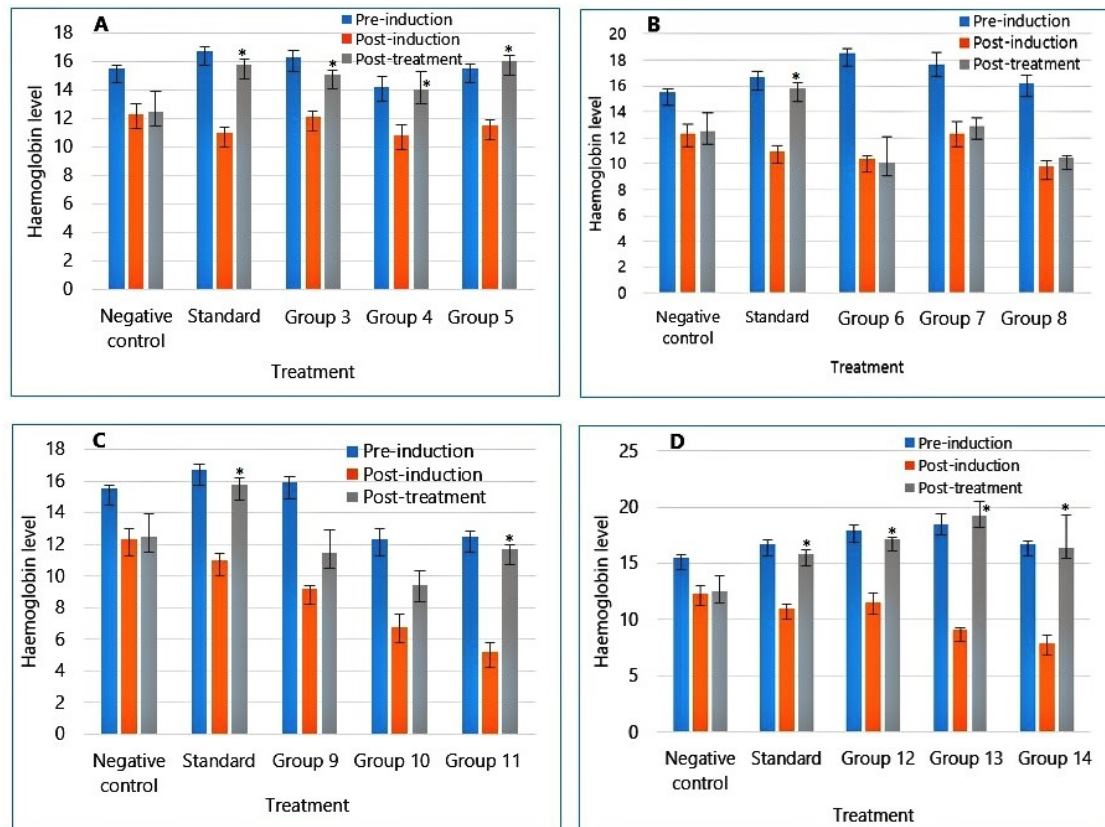 A
Pre-induction
Post-induction
Post-treatment
Haemoglobin level
18
16
14
12
10
8
6
4
2
0
* * * *
Negative control Standard Group 3 Group 4 Group 5
Treatment
B
Pre-induction
Post-induction
Post-treatment
Haemoglobin level
20
18
16
14
12
10
8
6
4
2
0
*
Negative control Standard Group 6 Group 7 Group 8
Treatment
C
Pre-induction
Post-induction
Post-treatment
Haemoglobin level
18
16
14
12
10
8
6
4
2
0
* *
Negative control Standard Group 9 Group 10 Group 11
Treatment
D
Pre-induction
Post-induction
Post-treatment
Haemoglobin level
25
20
15
10
5
0
* * * *
Negative control Standard Group 12 Group 13 Group 14
Treatment